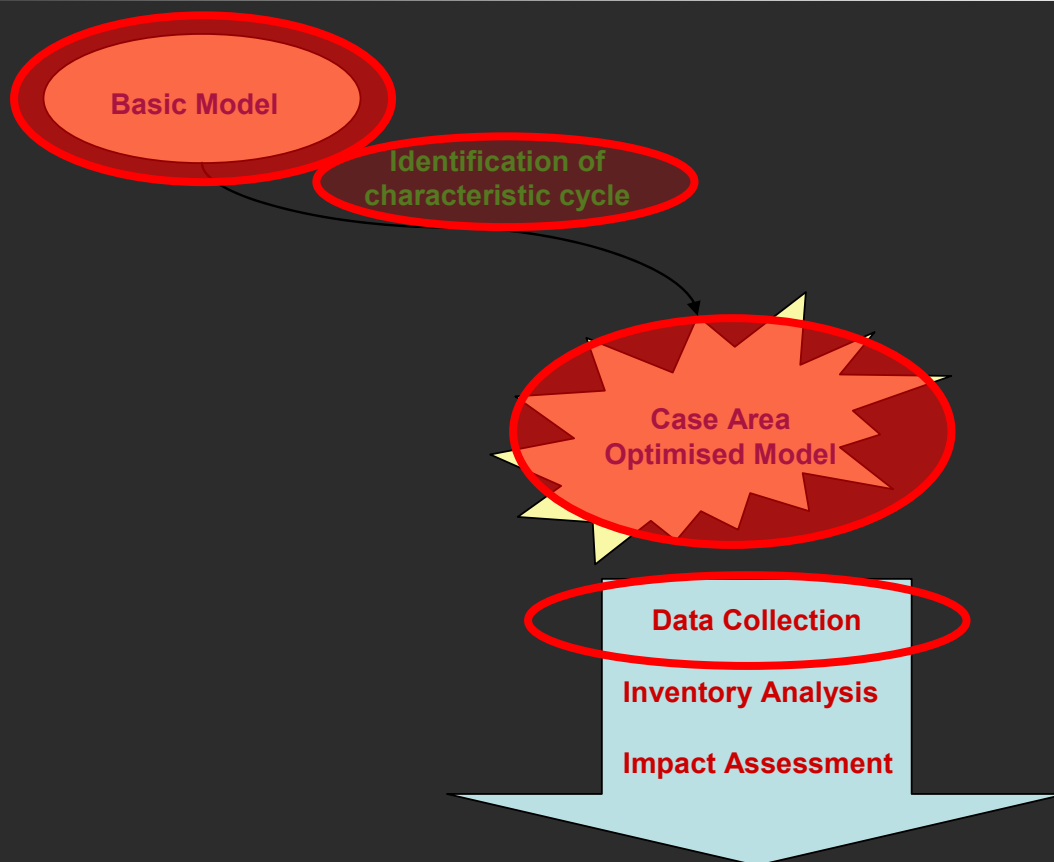 Basic Model
Identification of
characteristic cycle
Case Area
Optimised Model
Data Collection
Inventory Analysis
Impact Assessment